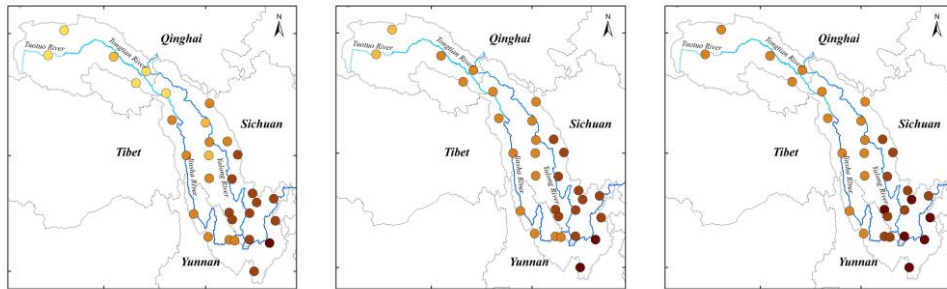 N
Qinghai
Tuotuo River
Tongtian River
Sichuan
Tibet
Jinsha River
Yalong River
Yunnan
N
Qinghai
Tuotuo River
Tongtian River
Sichuan
Tibet
Jinsha River
Yalong River
Yunnan
N
Qinghai
Tuotuo River
Tongtian River
Sichuan
Tibet
Jinsha River
Yalong River
Yunnan